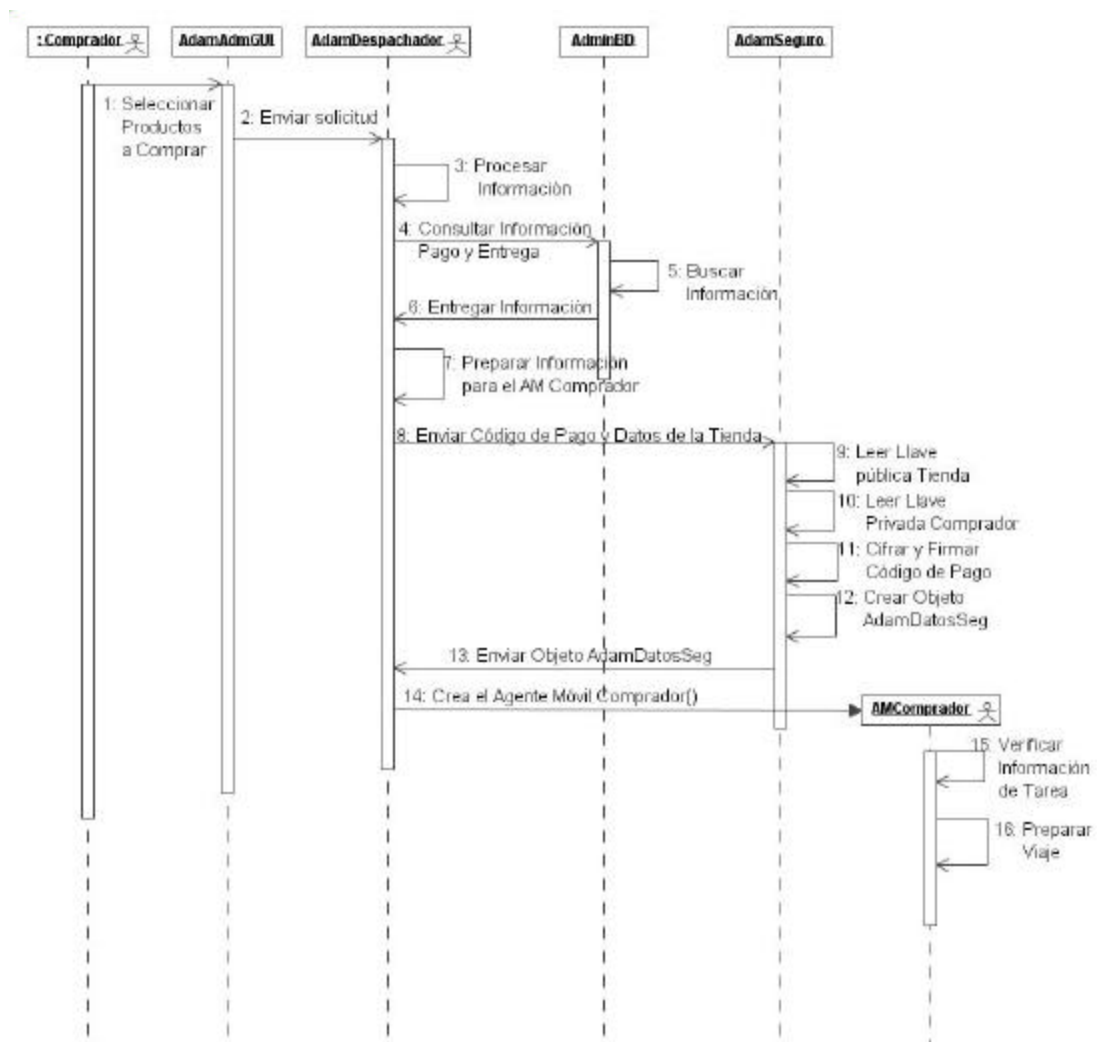 :Comprador
AdamAdmGUI
AdamDespachador
AdminBD
AdamSeguro
1: Seleccionar
Productos
a Comprar
2: Enviar solicitud
3: Procesar
Información
4: Consultar Información
Pago y Entrega
5: Buscar
Información
6: Entregar Información
7: Preparar Información
para el AM Comprador
8: Enviar Código de Pago y Datos de la Tienda
9: Leer Llave
pública Tienda
10: Leer Llave
Privada Comprador
11: Cifrar y Firmar
Código de Pago
12: Crear Objeto
AdamDatosSeg
13: Enviar Objeto AdamDatosSeg
14: Crea el Agente Móvil Comprador()
AMComprador
15: Verificar
Información
de Tarea
16: Preparar
Viaje